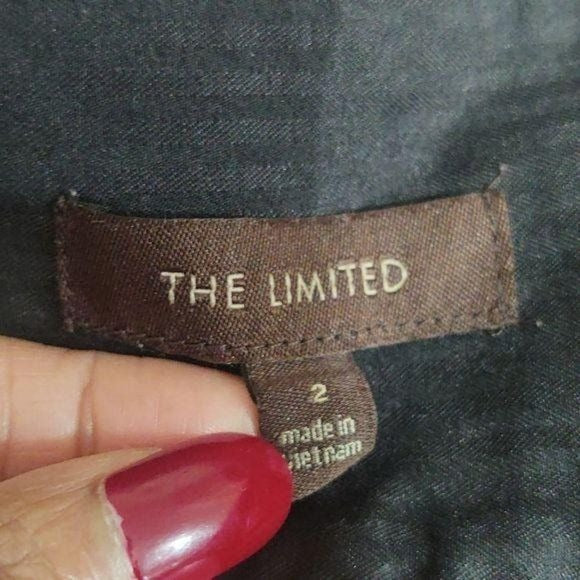 THE LIMITED
2
made in
vietnam